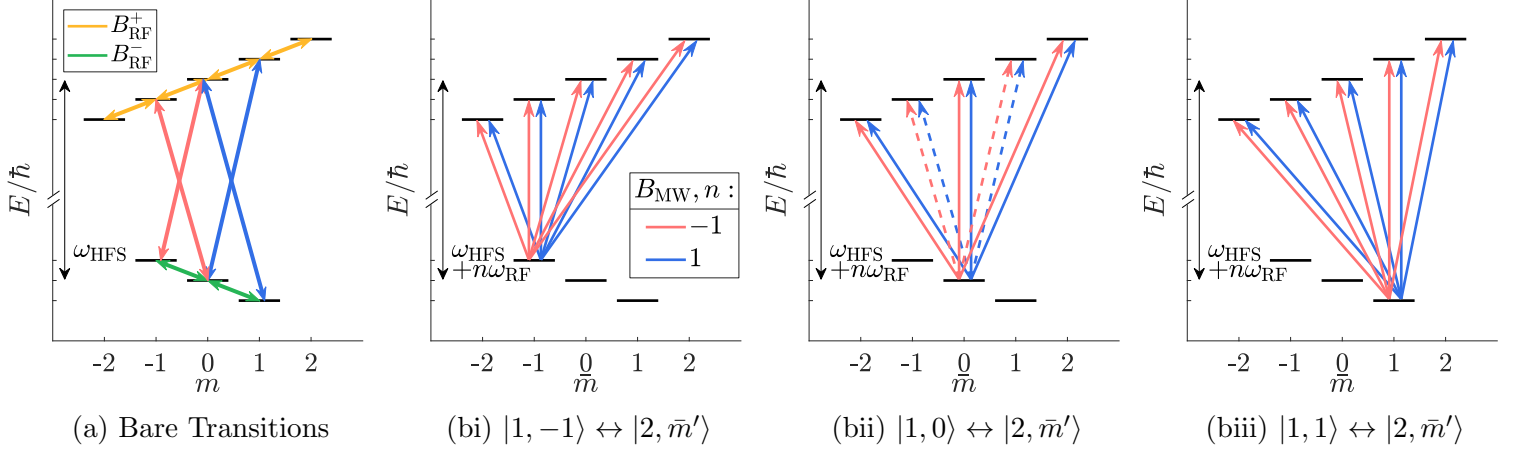 B⁺_RF
B⁻_RF
E/ħ
ω_HFS
-2 -1 0 1 2
m
(a) Bare Transitions
E/ħ
ω_HFS
+nω_RF
B_MW, n :
-1
1
-2 -1 0 1 2
m̄
(bi) |1, −1⟩ ↔ |2, m̄′⟩
E/ħ
ω_HFS
+nω_RF
-2 -1 0 1 2
m̄
(bii) |1, 0⟩ ↔ |2, m̄′⟩
E/ħ
ω_HFS
+nω_RF
-2 -1 0 1 2
m̄
(biii) |1, 1⟩ ↔ |2, m̄′⟩